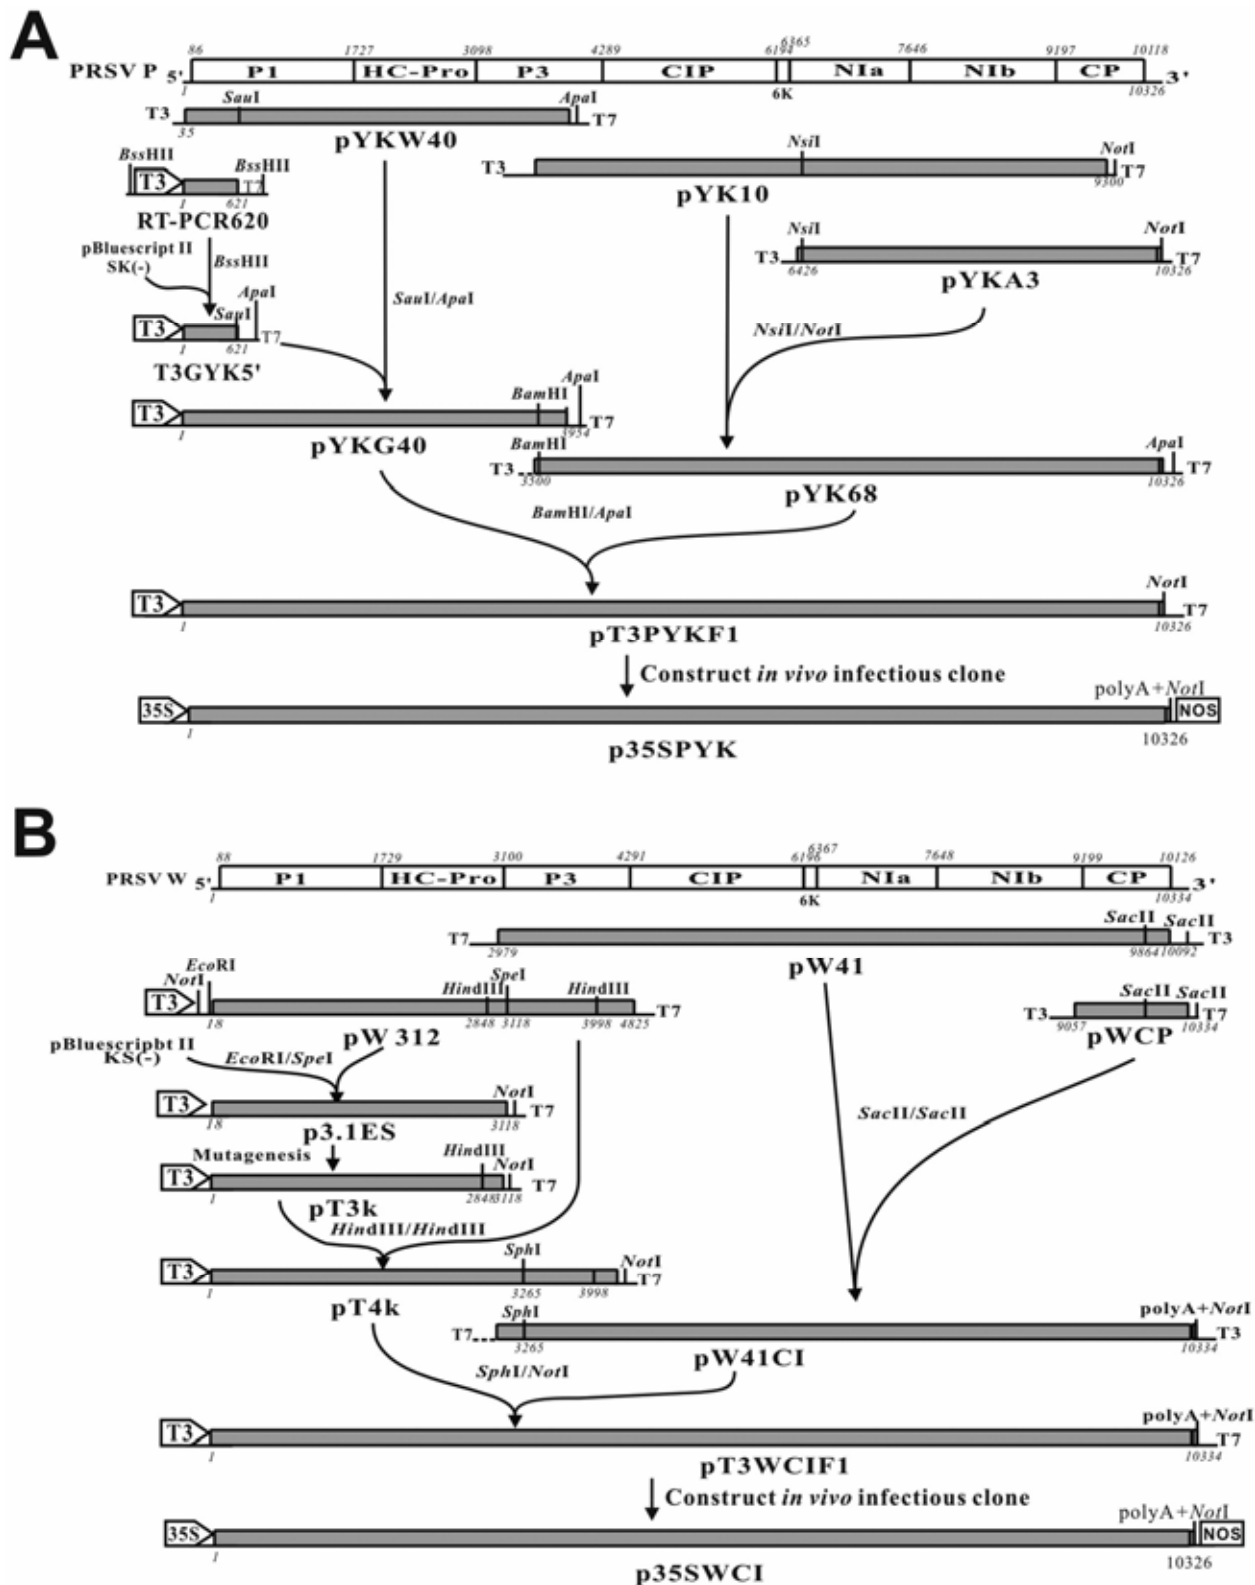 A
86 1727 3098 4289 6194 6365 7646 9197 10118
PRSV P 5' P1 HC-Pro P3 CIP NIa NIb CP 3'
1 6K 10326
SauI ApaI
T3 T7
35 pYKW40
NsiI NotI
T3 T7
pYK10 9300
BssHII BssHII
T3 T7
1 621
RT-PCR620
NsiI NotI
T3 T7
6426 pYKA3 10326
pBluescript II
SK(-)
BssHII
ApaI
SauI
SauI/ApaI
NsiI/NotI
T3 T7
1 621
T3GYK5'
BamHI ApaI
T3 T7
1 pYKG40 3954
BamHI ApaI
T3 T7
3500 pYK68 10326
BamHI/ApaI
NotI
T3 T7
1 pT3PYKF1 10326
Construct in vivo infectious clone
polyA+NotI
35S NOS
1 p35SPYK 10326
B
88 1729 3100 4291 6196 6367 7648 9199 10126
PRSV W 5' P1 HC-Pro P3 CIP NIa NIb CP 3'
1 6K 10334
SacII SacII
T7 T3
2979 pW41 9864 10092
EcoRI
NotI HindIII SpeI HindIII
T3 T7
18 2848 3118 3998 4825
pW 312
SacII SacII
T3 T7
9057 pWCP 10334
pBluescripbt II
KS(-)
EcoRI/SpeI
NotI
T3 T7
18 p3.1ES 3118
SacII/SacII
Mutagenesis
HindIII NotI
T3 T7
1 pT3k 2848 3118
HindIII/HindIII
SphI NotI
T3 T7
1 pT4k 3265 3998
SphI polyA+NotI
T7 T3
3265 pW41CI 10334
SphI/NotI
polyA+NotI
T3 T7
1 pT3WCIF1 10334
Construct in vivo infectious clone
polyA+NotI
35S NOS
1 p35SWCI 10326